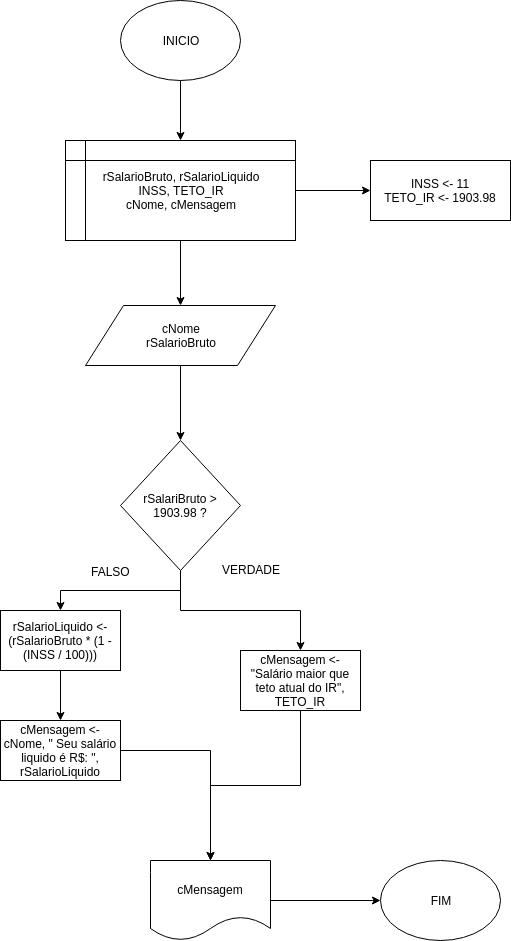 INICIO
rSalarioBruto, rSalarioLiquido
INSS, TETO_IR
cNome, cMensagem
INSS <- 11
TETO_IR <- 1903.98
cNome
rSalarioBruto
rSalariBruto >
1903.98 ?
FALSO
VERDADE
rSalarioLiquido <-
(rSalarioBruto * (1 -
(INSS / 100)))
cMensagem <-
"Salário maior que
teto atual do IR",
TETO_IR
cMensagem <-
cNome, " Seu salário
liquido é R$: ",
rSalarioLiquido
cMensagem
FIM